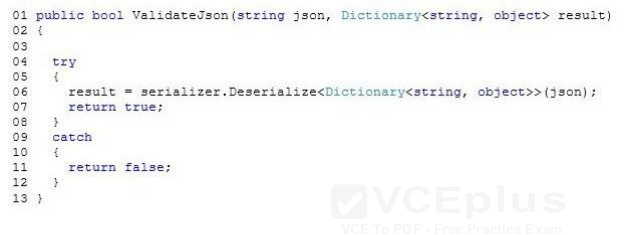 01 public bool ValidateJson(string json, Dictionary<string, object> result)
02 {
03
04 try
05 {
06 result = serializer.Deserialize<Dictionary<string, object>>(json);
07 return true;
08 }
09 catch
10 {
11 return false;
12 }
13 }
VCEplus
VCE To PDF - Free Practice Exam